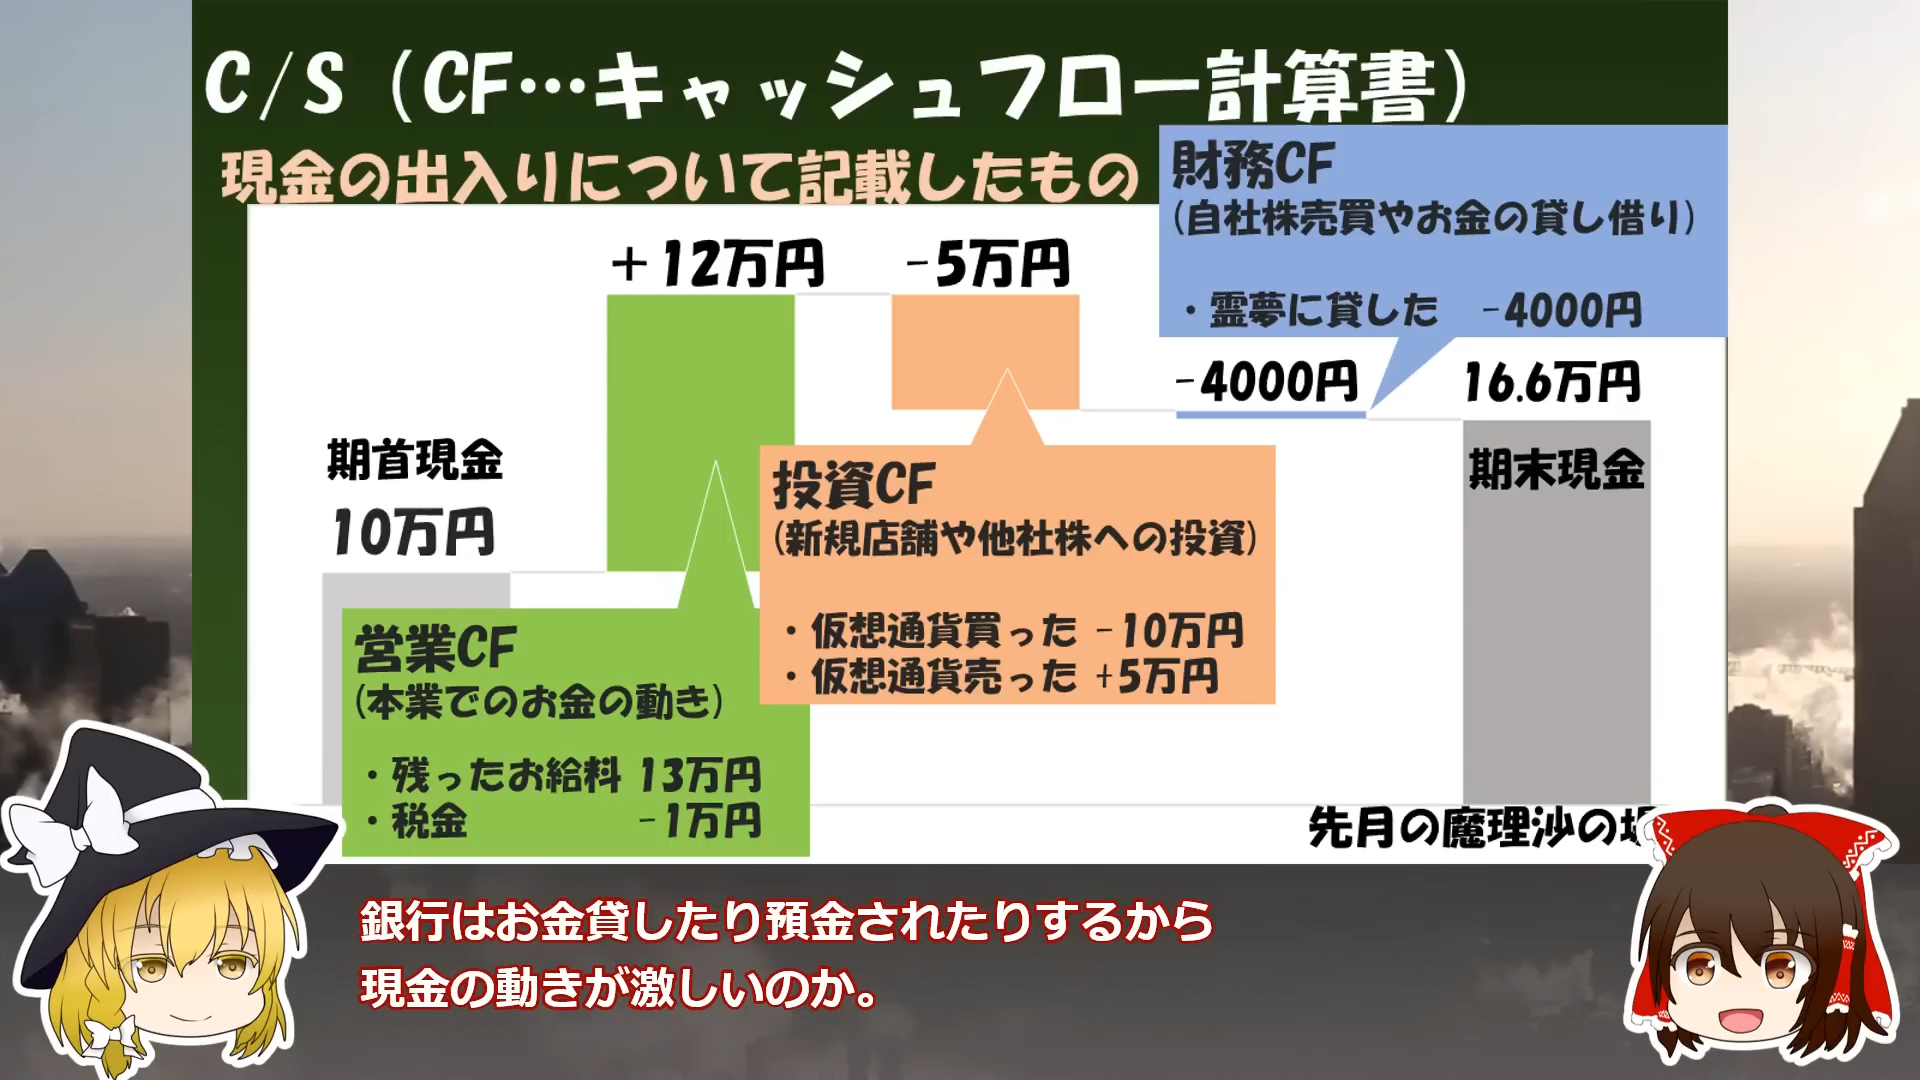 C/S（CF…キャッシュフロー計算書）
現金の出入りについて記載したもの
財務CF
(自社株売買やお金の貸し借り)
・霊夢に貸した －4000円
＋12万円
－5万円
－4000円
16.6万円
期首現金
10万円
期末現金
投資CF
(新規店舗や他社株への投資)
・仮想通貨買った －10万円
・仮想通貨売った +5万円
営業CF
(本業でのお金の動き)
・残ったお給料 13万円
・税金 －1万円
先月の魔理沙の
銀行はお金貸したり預金されたりするから
現金の動きが激しいのか。